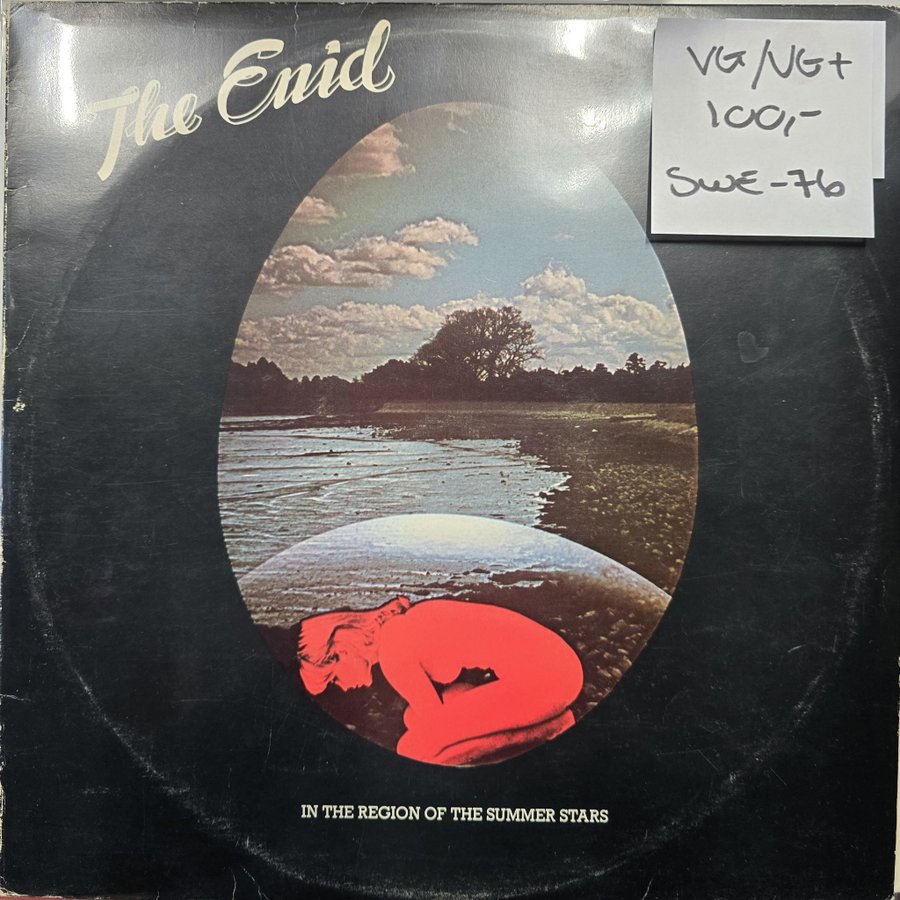 The Enid
VG/VG+
100,-
SWE-76
IN THE REGION OF THE SUMMER STARS